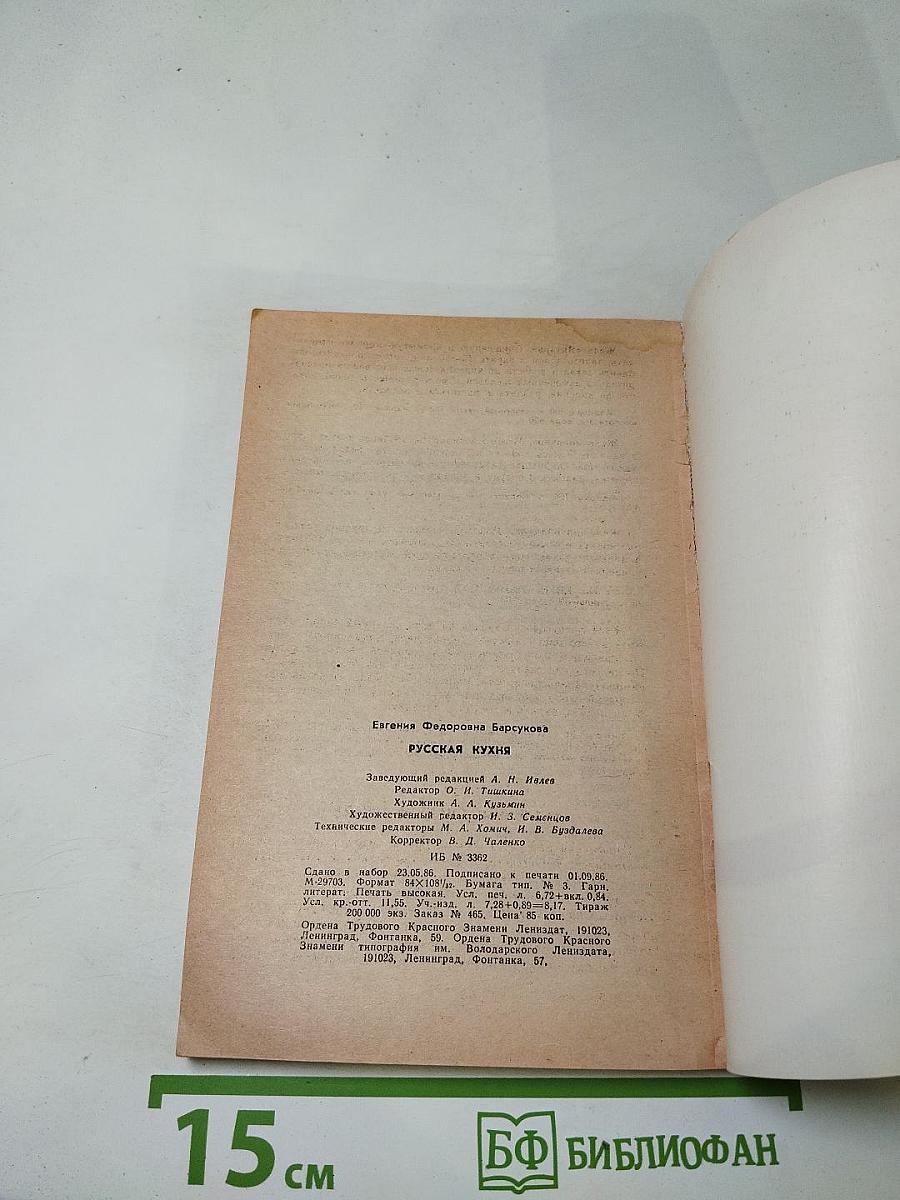 Евгения Федоровна Барсукова
РУССКАЯ КУХНЯ
Заведующий редакцией А. Н. Ивлев
Редактор О. И. Тишкина
Художник А. А. Кузьмин
Художественный редактор И. З. Семенцов
Технические редакторы М. А. Хомич, И. В. Буздалева
Корректор В. Д. Чаленко
ИБ № 3362
Сдано в набор 23.05.86. Подписано к печати 01.09.86.
М-29703. Формат 84×108¹/₃₂. Бумага тип. № 3. Гарн.
литерат. Печать высокая. Усл. печ. л. 6,72+вкл. 0,84.
Усл. кр.-отт. 11,55. Уч.-изд. л. 7,28+0,89=8,17. Тираж
200 000 экз. Заказ № 465. Цена 85 коп.
Ордена Трудового Красного Знамени Лениздат, 191023,
Ленинград, Фонтанка, 59. Ордена Трудового Красного
Знамени типография им. Володарского Лениздата,
191023, Ленинград, Фонтанка, 57.
15 см
БФ БИБЛИОФАН